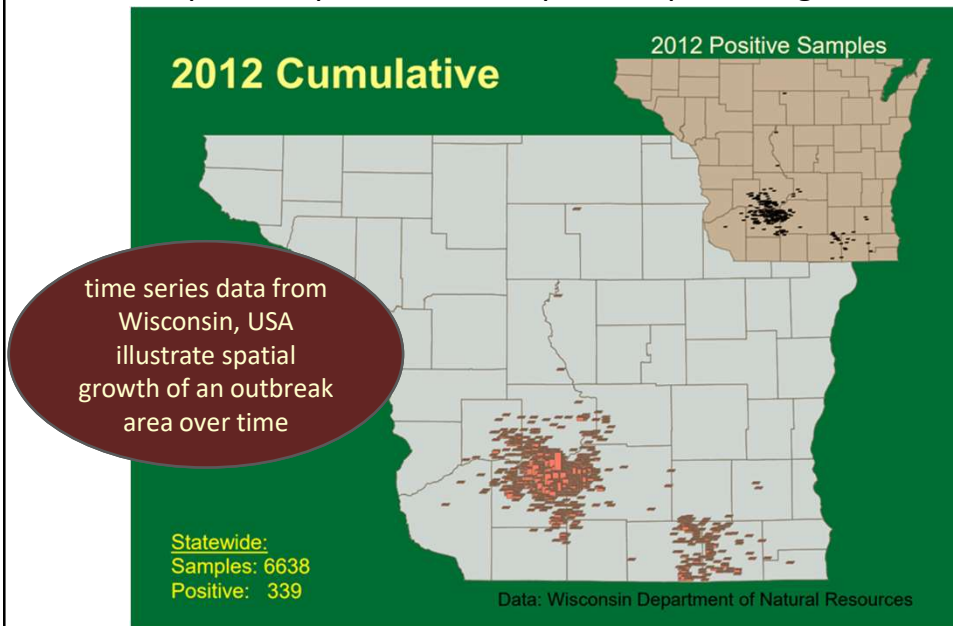 2012 Positive Samples
2012 Cumulative
time series data from
Wisconsin, USA
illustrate spatial
growth of an outbreak
area over time
Statewide:
Samples: 6638
Positive: 339
Data: Wisconsin Department of Natural Resources